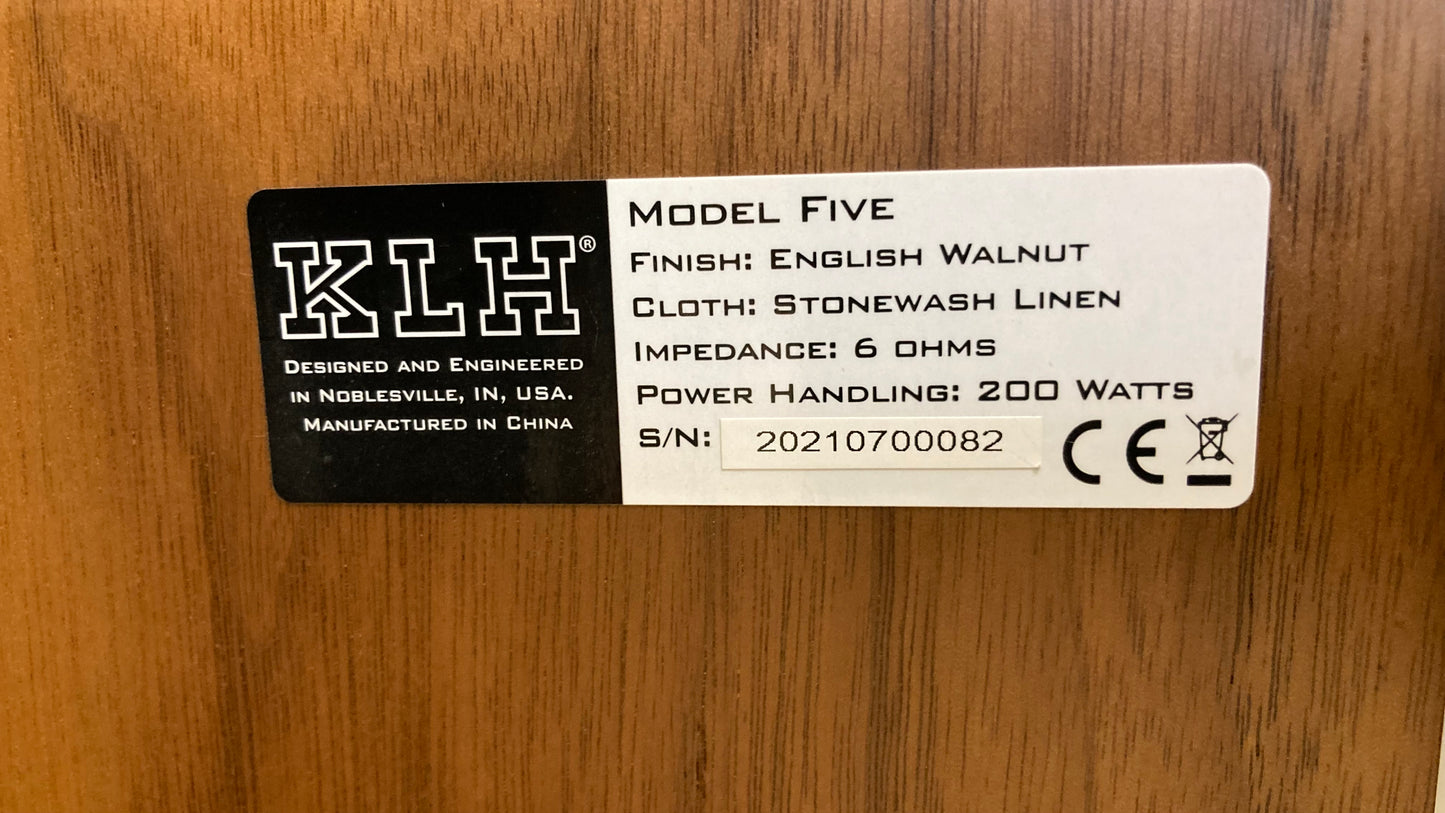 KLH®
Designed and Engineered
in Noblesville, IN, USA.
Manufactured in China
Model Five
Finish: English Walnut
Cloth: Stonewash Linen
Impedance: 6 ohms
Power Handling: 200 Watts
S/N: 20210700082 CE